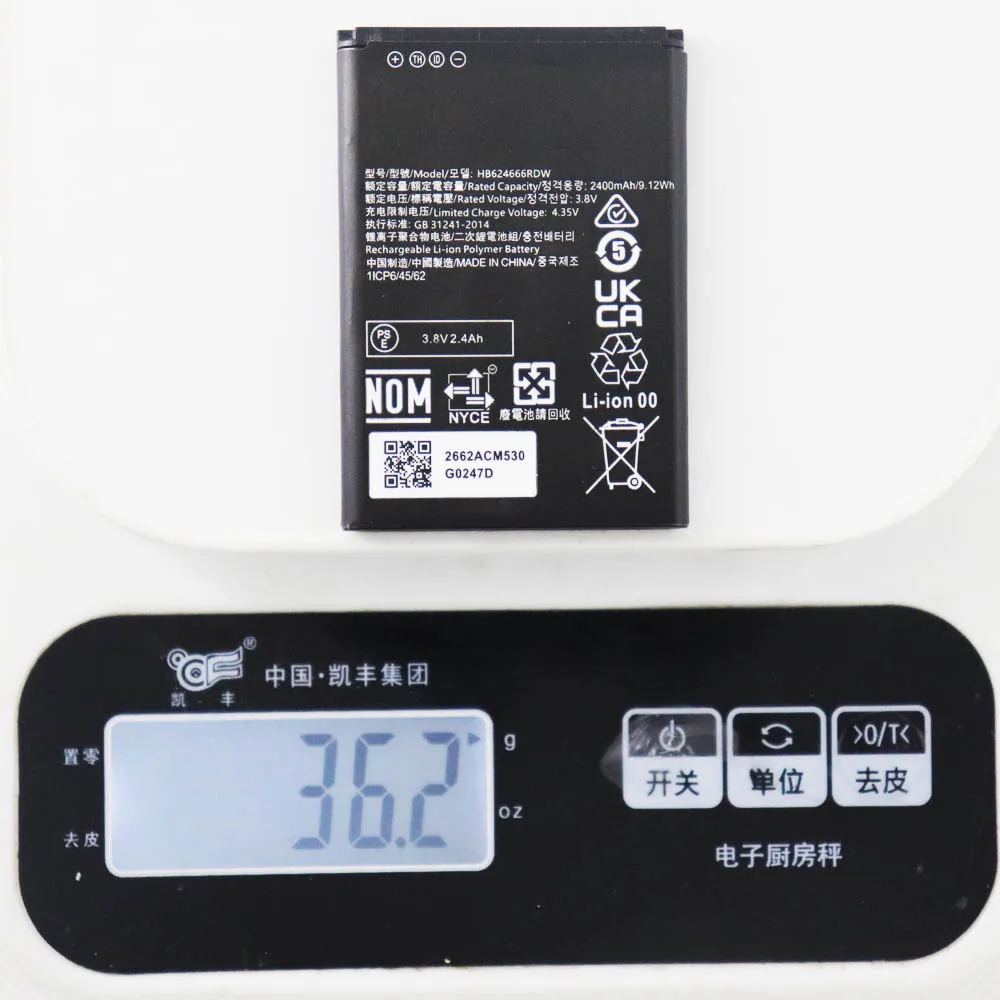 + TH ID −
型号/型號/Model/모델: HB624666RDW
额定容量/額定電容量/Rated Capacity/정격용량: 2400mAh/9.12Wh
额定电压/標稱電壓/Rated Voltage/정격전압: 3.8V
充电限制电压/Limited Charge Voltage: 4.35V
执行标准: GB 31241-2014
锂离子聚合物电池/二次鋰電池組/충전배터리
Rechargeable Li-ion Polymer Battery
中国制造/中國製造/MADE IN CHINA/중국제조
1ICP6/45/62
5
UK
CA
PS
E
3.8V 2.4Ah
NOM
NYCE
廢電池請回收
Li-ion 00
2662ACM530
G0247D
凯 丰
®
中国·凯丰集团
置零
去皮
36.2
g
oz
开关
单位
>0/T<
去皮
电子厨房秤